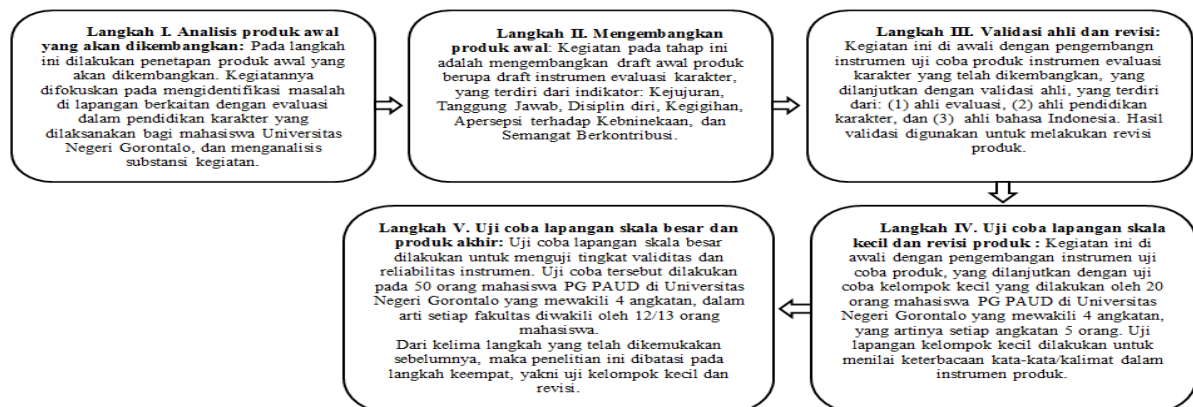 Langkah I. Analisis produk awal
yang akan dikembangkan: Pada langkah
ini dilakukan penetapan produk awal yang
akan dikembangkan. Kegiatannya
difokuskan pada mengidentifikasi masalah
di lapangan berkaitan dengan evaluasi
dalam pendidikan karakter yang
dilaksanakan bagi mahasiswa Universitas
Negeri Gorontalo, dan menganalisis
substansi kegiatan.
Langkah II. Mengembangkan
produk awal: Kegiatan pada tahap ini
adalah mengembangkan draft awal produk
berupa draft instrumen evaluasi karakter,
yang terdiri dari indikator: Kejujuran,
Tanggung Jawab, Disiplin diri, Kegigihan,
Apersepsi terhadap Kebninekaan, dan
Semangat Berkontribusi.
Langkah III. Validasi ahli dan revisi:
Kegiatan ini di awali dengan pengembangn
instrumen uji coba produk instrumen evaluasi
karakter yang telah dikembangkan, yang
dilanjutkan dengan validasi ahli, yang terdiri
dari: (1) ahli evaluasi, (2) ahli pendidikan
karakter, dan (3) ahli bahasa Indonesia. Hasil
validasi digunakan untuk melakukan revisi
produk.
Langkah IV. Uji coba lapangan skala
kecil dan revisi produk : Kegiatan ini di
awali dengan pengembangan instrumen uji
coba produk, yang dilanjutkan dengan uji
coba kelompok kecil yang dilakukan oleh 20
orang mahasiswa PG PAUD di Universitas
Negeri Gorontalo yang mewakili 4 angkatan,
yang artinya setiap angkatan 5 orang. Uji
lapangan kelompok kecil dilakukan untuk
menilai keterbacaan kata-kata/kalimat dalam
instrumen produk.
Langkah V. Uji coba lapangan skala besar dan
produk akhir: Uji coba lapangan skala besar
dilakukan untuk menguji tingkat validitas dan
reliabilitas instrumen. Uji coba tersebut dilakukan
pada 50 orang mahasiswa PG PAUD di Universitas
Negeri Gorontalo yang mewakili 4 angkatan, dalam
arti setiap fakultas diwakili oleh 12/13 orang
mahasiswa.
Dari kelima langkah yang telah dikemukakan
sebelumnya, maka penelitian ini dibatasi pada
langkah keempat, yakni uji kelompok kecil dan
revisi.